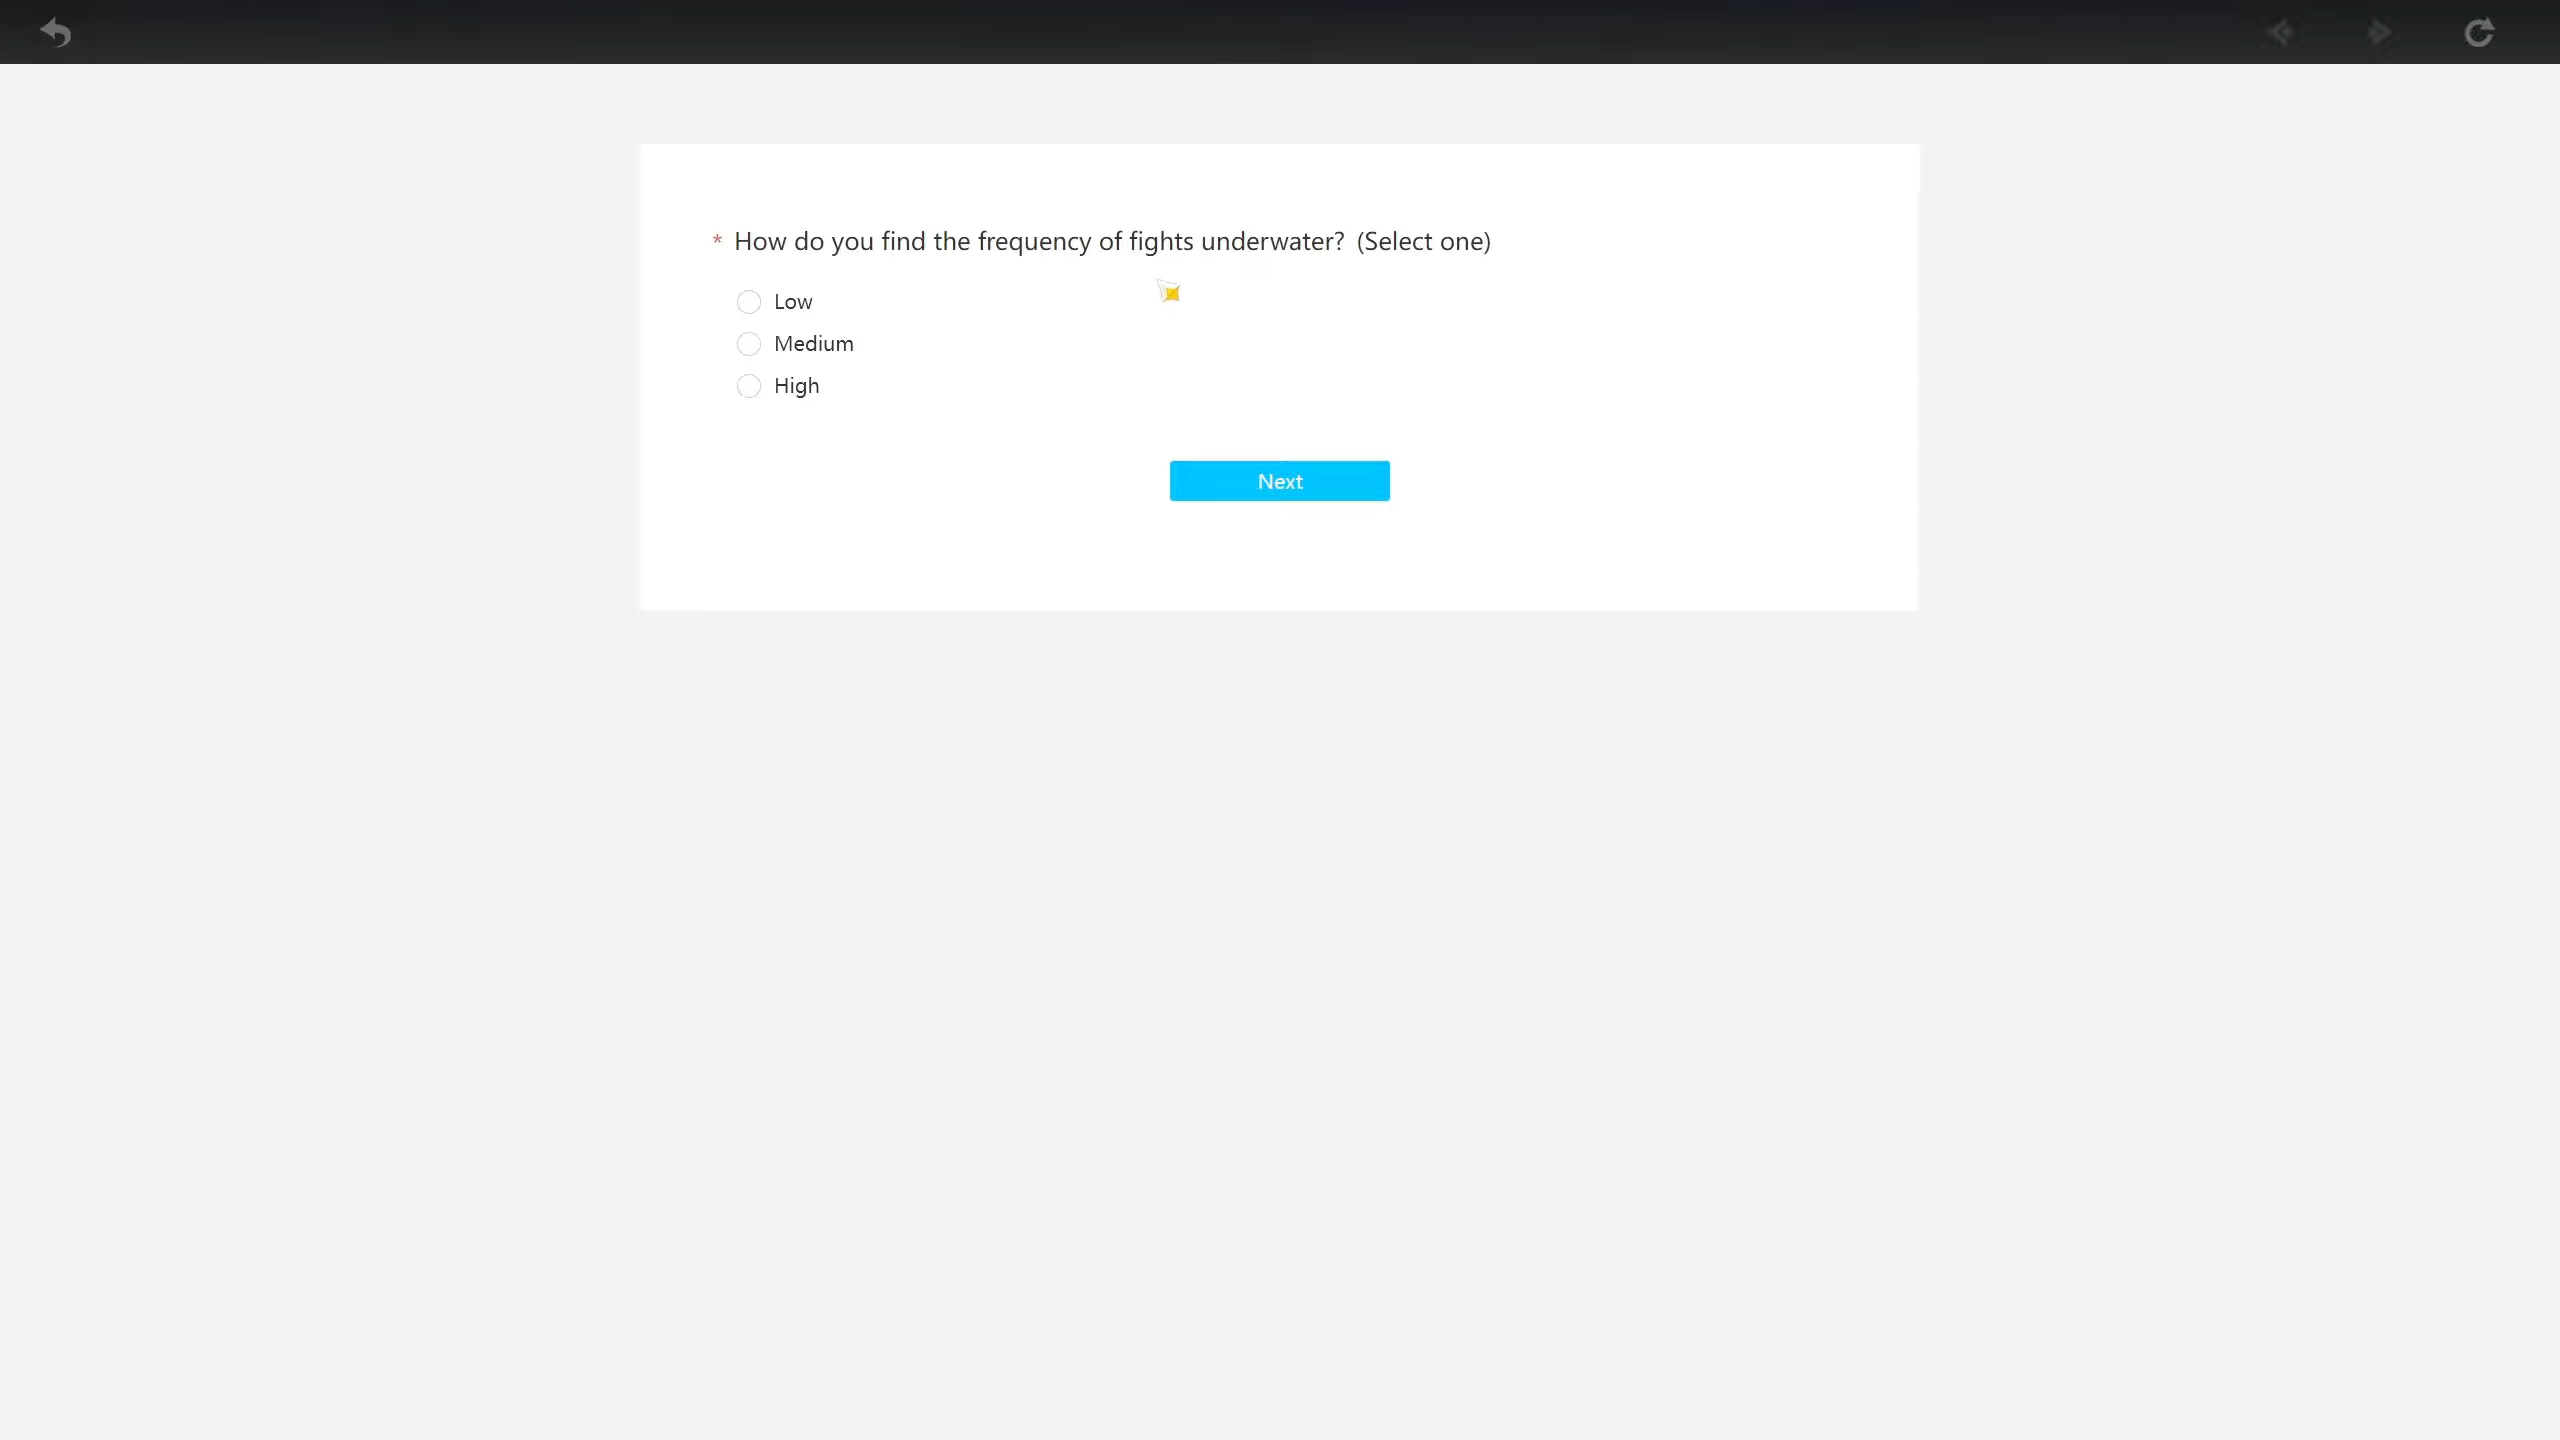 * How do you find the frequency of fights underwater? (Select one)
Low
Medium
High
Next